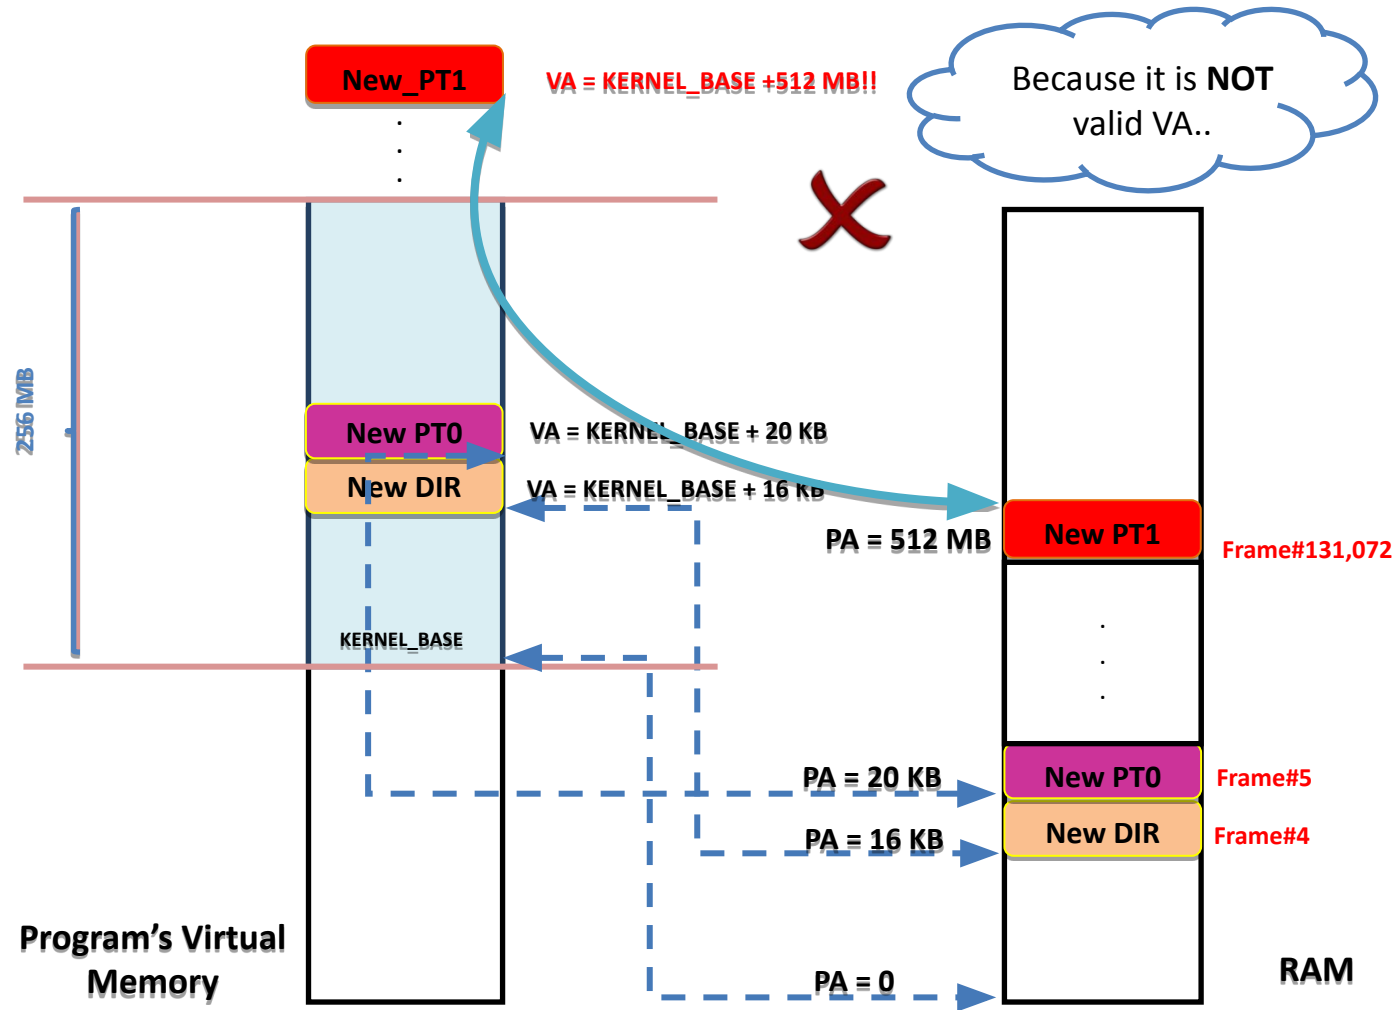 New_PT1
VA = KERNEL_BASE +512 MB!!
Because it is NOT
valid VA..
.
.
.
256 MB
New PT0
VA = KERNEL_BASE + 20 KB
New DIR
VA = KERNEL_BASE + 16 KB
PA = 512 MB
New PT1
Frame#131,072
KERNEL_BASE
.
.
.
PA = 20 KB
New PT0
Frame#5
PA = 16 KB
New DIR
Frame#4
Program’s Virtual
Memory
PA = 0
RAM